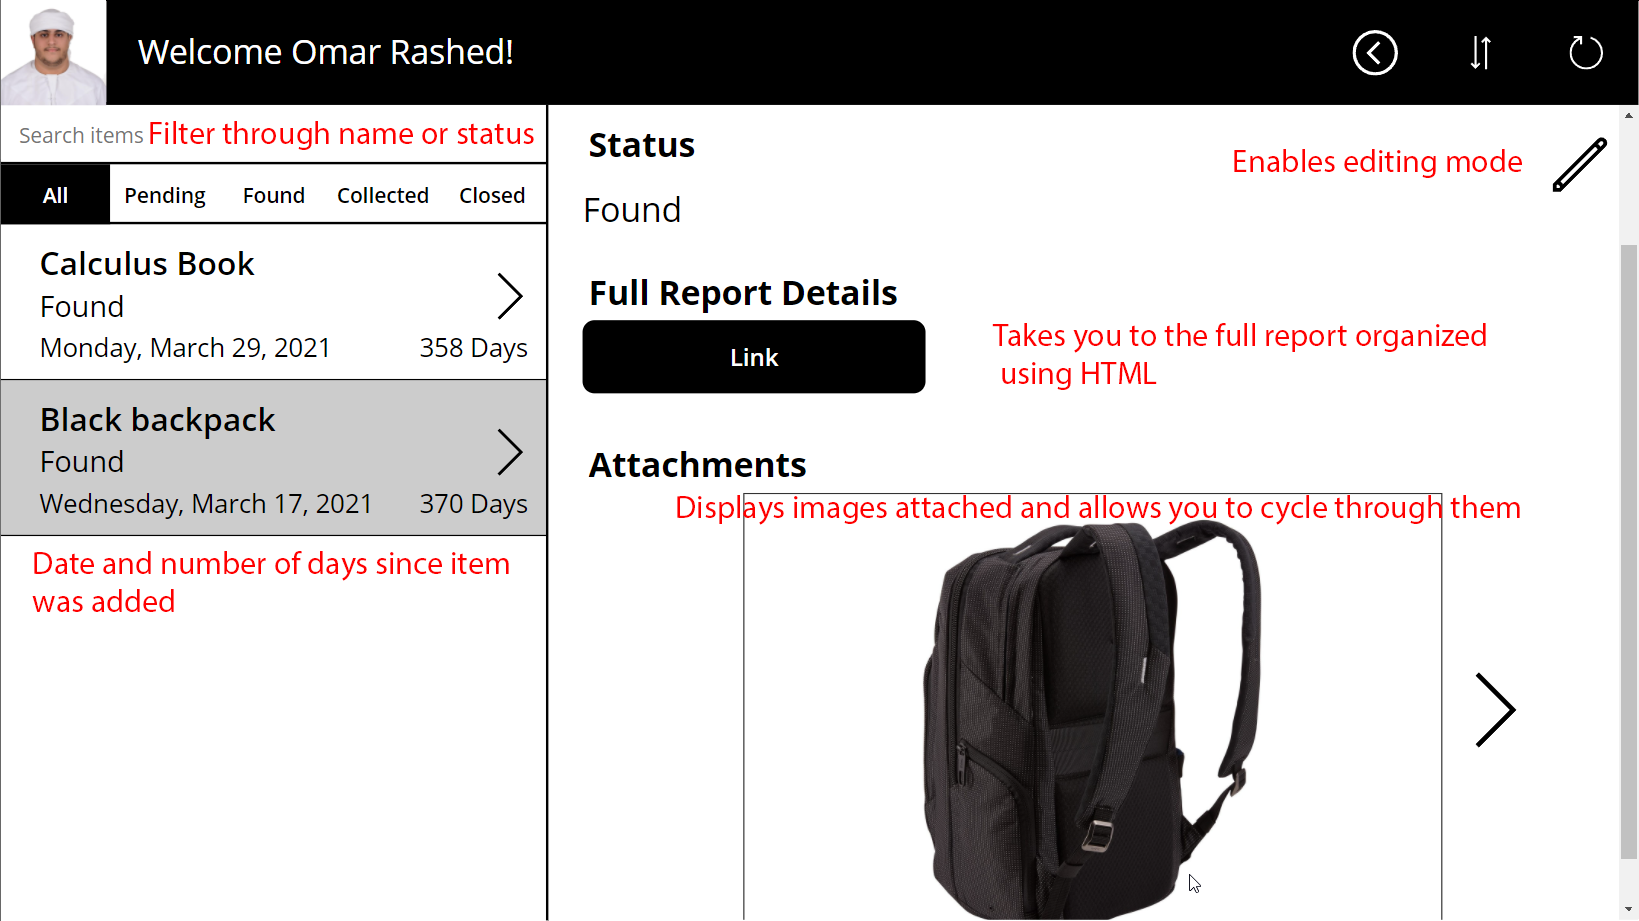 Welcome Omar Rashed!
Search items Filter through name or status
All Pending Found Collected Closed
Calculus Book
Found
Monday, March 29, 2021 358 Days
Black backpack
Found
Wednesday, March 17, 2021 370 Days
Date and number of days since item
was added
Status
Enables editing mode
Found
Full Report Details
Link
Takes you to the full report organized
using HTML
Attachments
Displays images attached and allows you to cycle through them